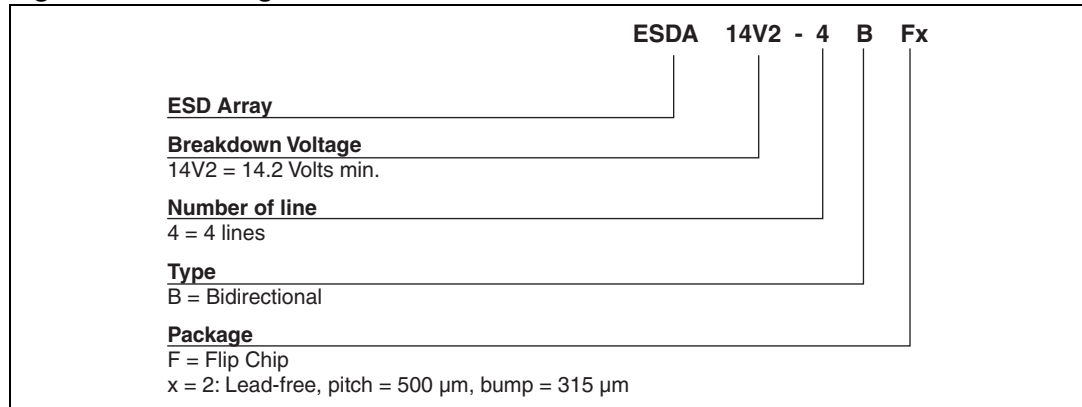 ESDA 14V2 - 4 B Fx
ESD Array
Breakdown Voltage
14V2 = 14.2 Volts min.
Number of line
4 = 4 lines
Type
B = Bidirectional
Package
F = Flip Chip
x = 2: Lead-free, pitch = 500 µm, bump = 315 µm